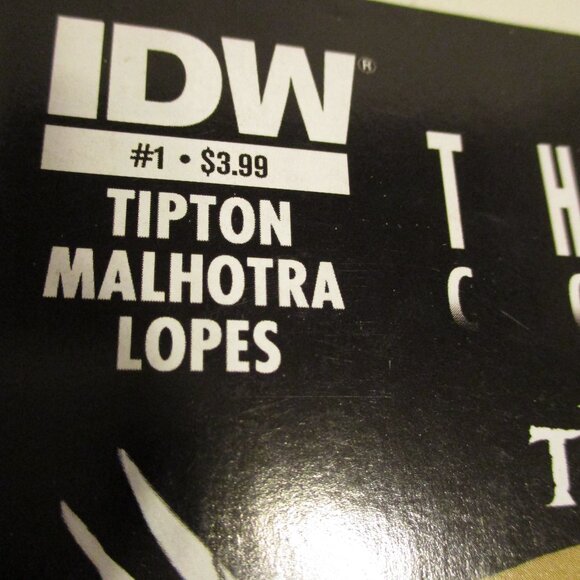 IDW®
#1 • $3.99
TIPTON
MALHOTRA
LOPES
T H
C
T